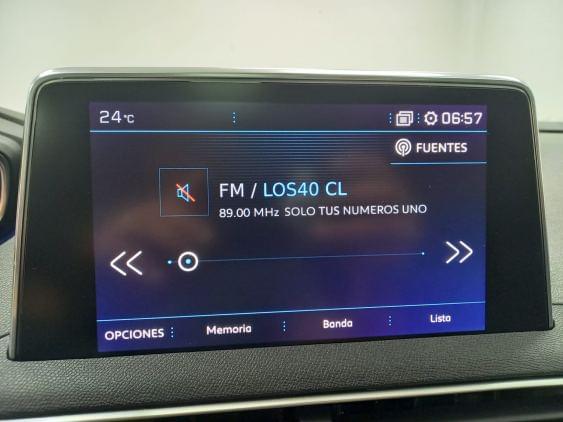 24°C
06:57
FUENTES
FM / LOS40 CL
89.00 MHz SOLO TUS NUMEROS UNO
OPCIONES Memoria Banda Lista